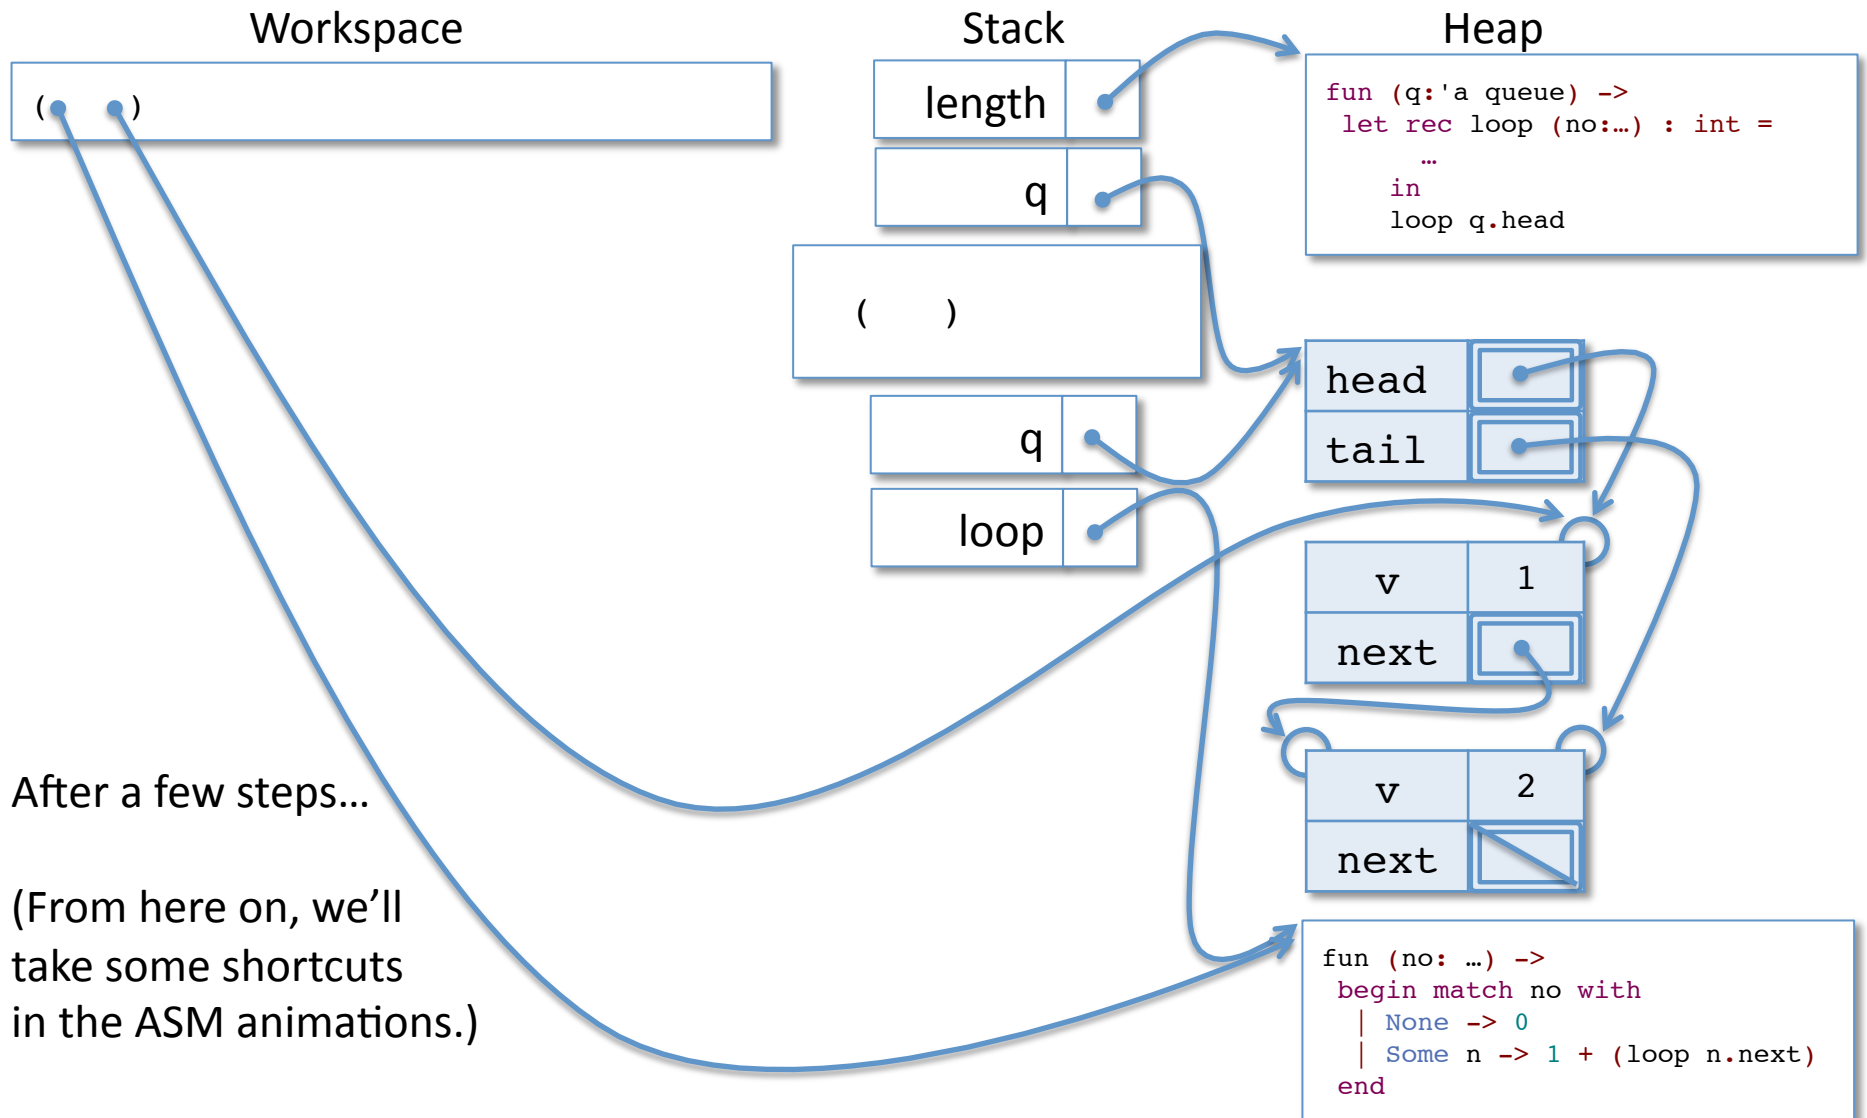 Workspace
Stack
Heap
( )
length
q
( )
q
loop
fun (q:'a queue) ->
let rec loop (no:…) : int =
…
in
loop q.head
head
tail
v 1
next
v 2
next
fun (no: …) ->
begin match no with
| None -> 0
| Some n -> 1 + (loop n.next)
end
After a few steps…
(From here on, we’ll
take some shortcuts
in the ASM animations.)